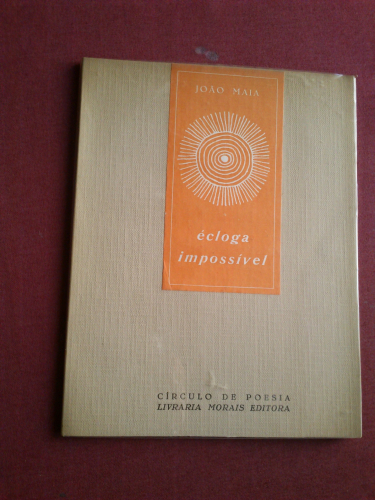 JOÃO MAIA
écloga
impossível
CÍRCULO DE POESIA
LIVRARIA MORAIS EDITORA